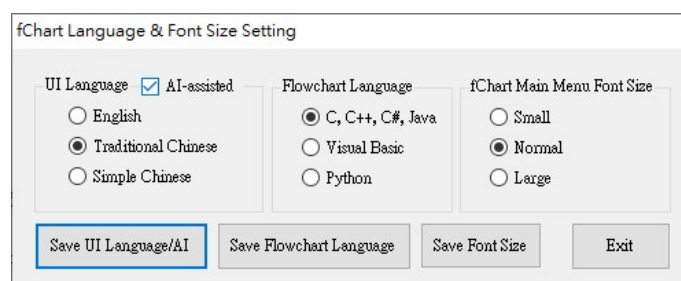 fChart Language & Font Size Setting
UI Language AI-assisted
English
Traditional Chinese
Simple Chinese
Flowchart Language
C, C++, C#, Java
Visual Basic
Python
fChart Main Menu Font Size
Small
Normal
Large
Save UI Language/AI
Save Flowchart Language
Save Font Size
Exit